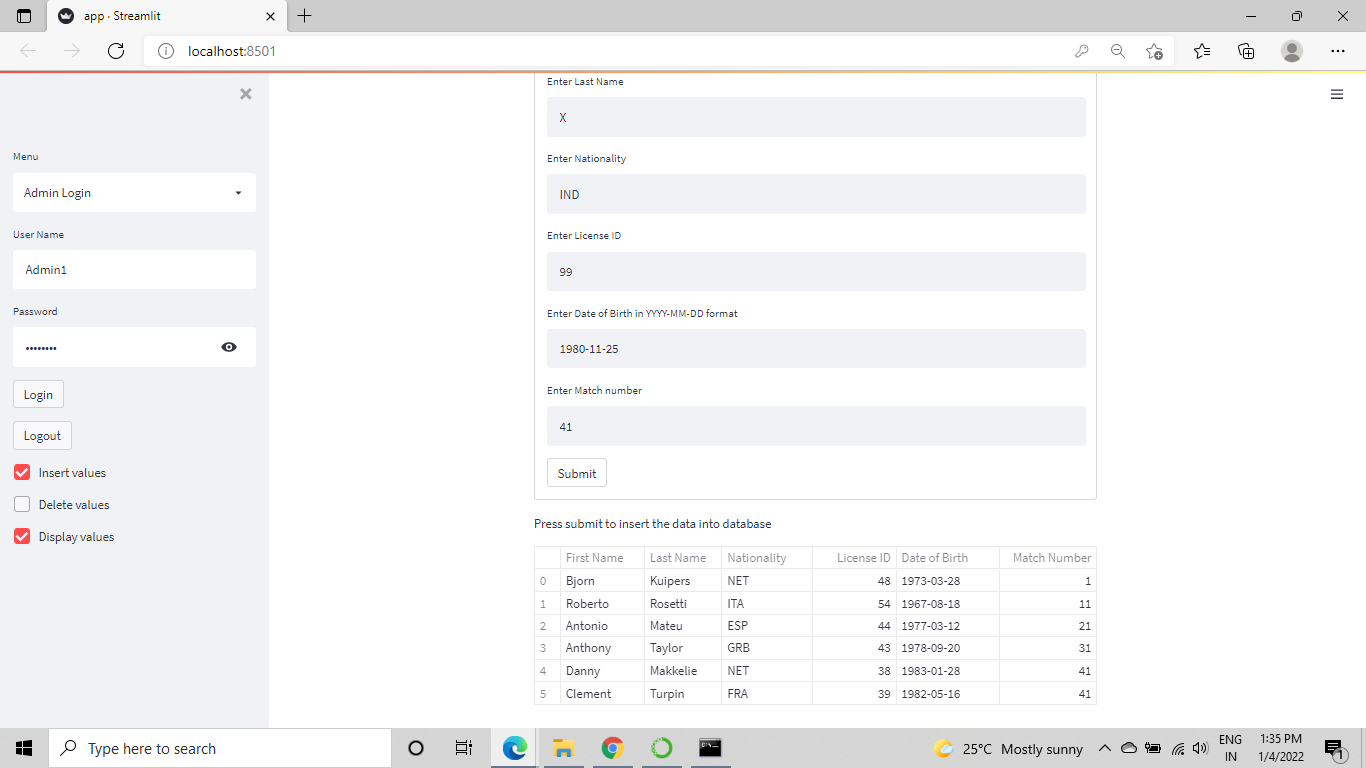 app · Streamlit
localhost:8501
Menu
Admin Login
User Name
Admin1
Password
••••••••
Login
Logout
Insert values
Delete values
Display values
Enter Last Name
X
Enter Nationality
IND
Enter License ID
99
Enter Date of Birth in YYYY-MM-DD format
1980-11-25
Enter Match number
41
Submit
Press submit to insert the data into database
First Name Last Name Nationality License ID Date of Birth Match Number
0 Bjorn Kuipers NET 48 1973-03-28 1
1 Roberto Rosetti ITA 54 1967-08-18 11
2 Antonio Mateu ESP 44 1977-03-12 21
3 Anthony Taylor GRB 43 1978-09-20 31
4 Danny Makkelie NET 38 1983-01-28 41
5 Clement Turpin FRA 39 1982-05-16 41
Type here to search
25°C Mostly sunny
ENG
IN
1:35 PM
1/4/2022
1